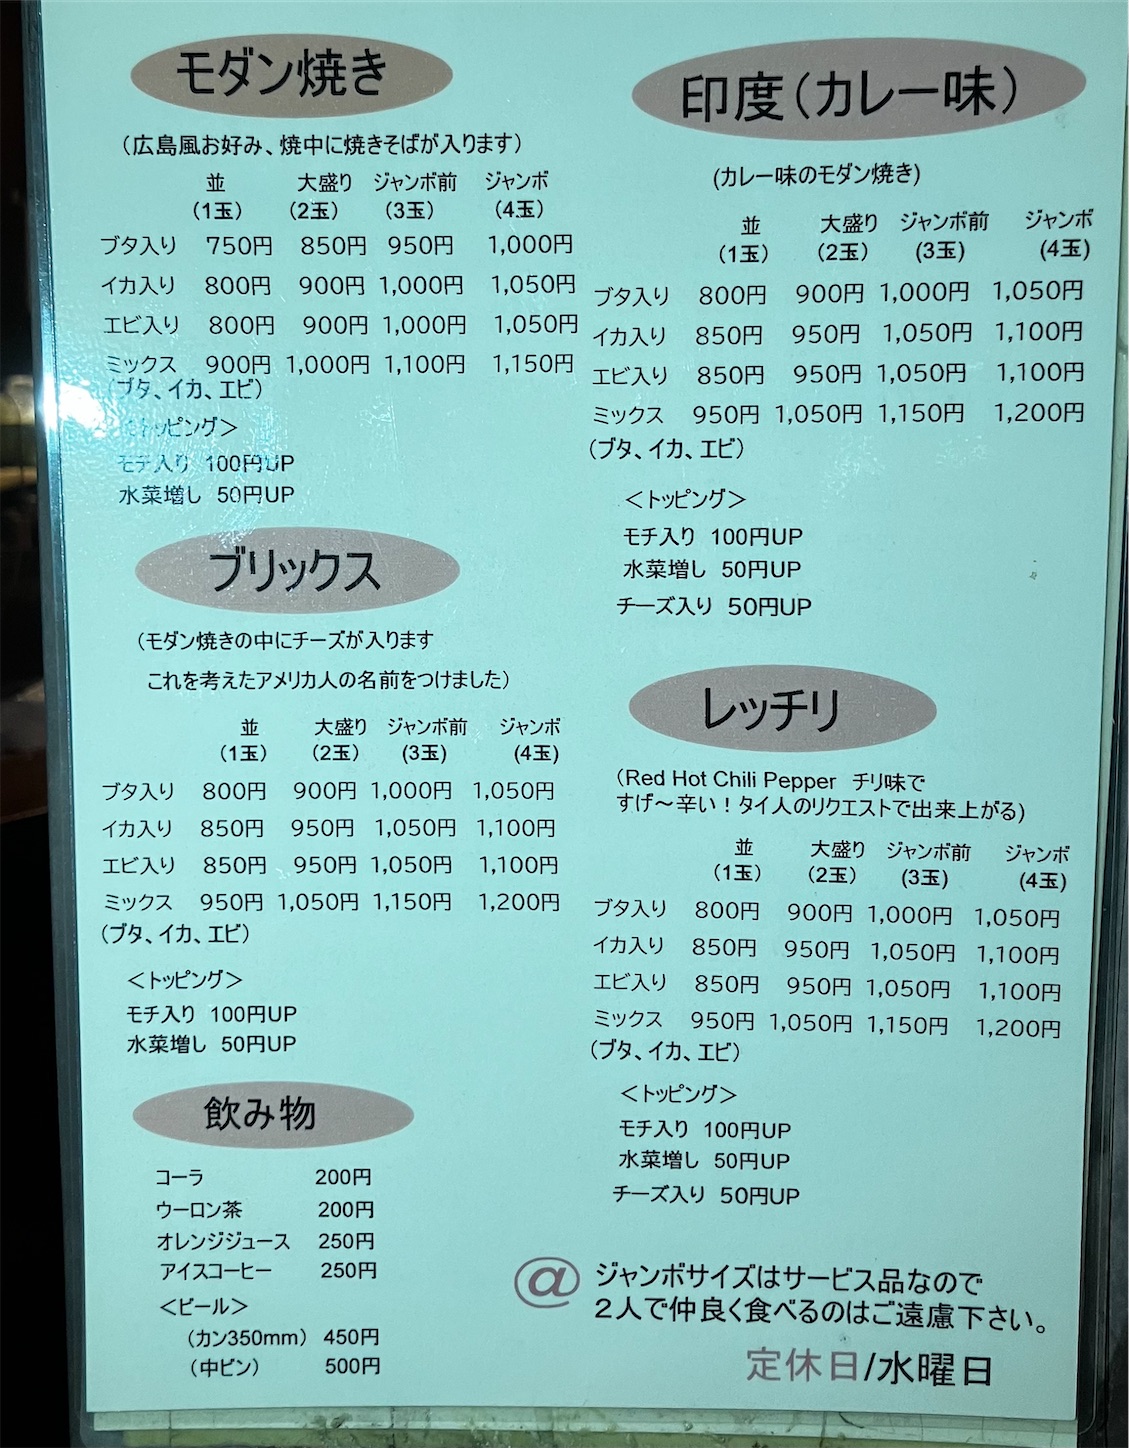 モダン焼き
（広島風お好み、焼中に焼きそばが入ります）
並 大盛り ジャンボ前 ジャンボ
（1玉） （2玉） （3玉） （4玉）
ブタ入り 750円 850円 950円 1,000円
イカ入り 800円 900円 1,000円 1,050円
エビ入り 800円 900円 1,000円 1,050円
ミックス 900円 1,000円 1,100円 1,150円
（ブタ、イカ、エビ）
＜トッピング＞
モチ入り 100円UP
水菜増し 50円UP
ブリックス
（モダン焼きの中にチーズが入ります
これを考えたアメリカ人の名前をつけました）
並 大盛り ジャンボ前 ジャンボ
（1玉） （2玉） （3玉） （4玉）
ブタ入り 800円 900円 1,000円 1,050円
イカ入り 850円 950円 1,050円 1,100円
エビ入り 850円 950円 1,050円 1,100円
ミックス 950円 1,050円 1,150円 1,200円
（ブタ、イカ、エビ）
＜トッピング＞
モチ入り 100円UP
水菜増し 50円UP
飲み物
コーラ 200円
ウーロン茶 200円
オレンジジュース 250円
アイスコーヒー 250円
＜ビール＞
（カン350mm） 450円
（中ビン） 500円
印度（カレー味）
(カレー味のモダン焼き)
並 大盛り ジャンボ前 ジャンボ
（1玉） （2玉） （3玉） （4玉）
ブタ入り 800円 900円 1,000円 1,050円
イカ入り 850円 950円 1,050円 1,100円
エビ入り 850円 950円 1,050円 1,100円
ミックス 950円 1,050円 1,150円 1,200円
（ブタ、イカ、エビ）
＜トッピング＞
モチ入り 100円UP
水菜増し 50円UP
チーズ入り 50円UP
レッチリ
（Red Hot Chili Pepper チリ味で
すげ～辛い！タイ人のリクエストで出来上がる)
並 大盛り ジャンボ前 ジャンボ
（1玉） （2玉） （3玉） （4玉）
ブタ入り 800円 900円 1,000円 1,050円
イカ入り 850円 950円 1,050円 1,100円
エビ入り 850円 950円 1,050円 1,100円
ミックス 950円 1,050円 1,150円 1,200円
（ブタ、イカ、エビ）
＜トッピング＞
モチ入り 100円UP
水菜増し 50円UP
チーズ入り 50円UP
@ ジャンボサイズはサービス品なので
２人で仲良く食べるのはご遠慮下さい。
定休日/水曜日